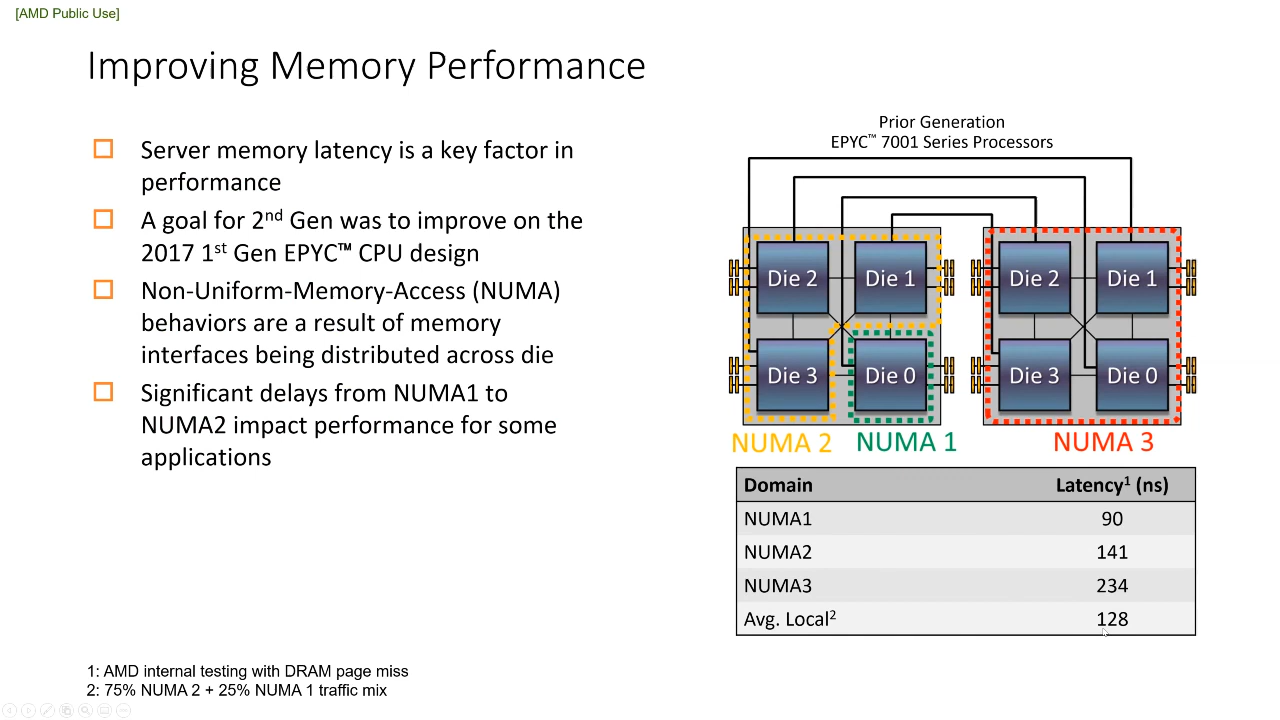 [AMD Public Use]
Improving Memory Performance
Server memory latency is a key factor in
performance
A goal for 2nd Gen was to improve on the
2017 1st Gen EPYC™ CPU design
Non-Uniform-Memory-Access (NUMA)
behaviors are a result of memory
interfaces being distributed across die
Significant delays from NUMA1 to
NUMA2 impact performance for some
applications
Prior Generation
EPYC™ 7001 Series Processors
Die 2 Die 1 Die 2 Die 1
Die 3 Die 0 Die 3 Die 0
NUMA 2 NUMA 1 NUMA 3
Domain Latency1 (ns)
NUMA1 90
NUMA2 141
NUMA3 234
Avg. Local2 128
1: AMD internal testing with DRAM page miss
2: 75% NUMA 2 + 25% NUMA 1 traffic mix